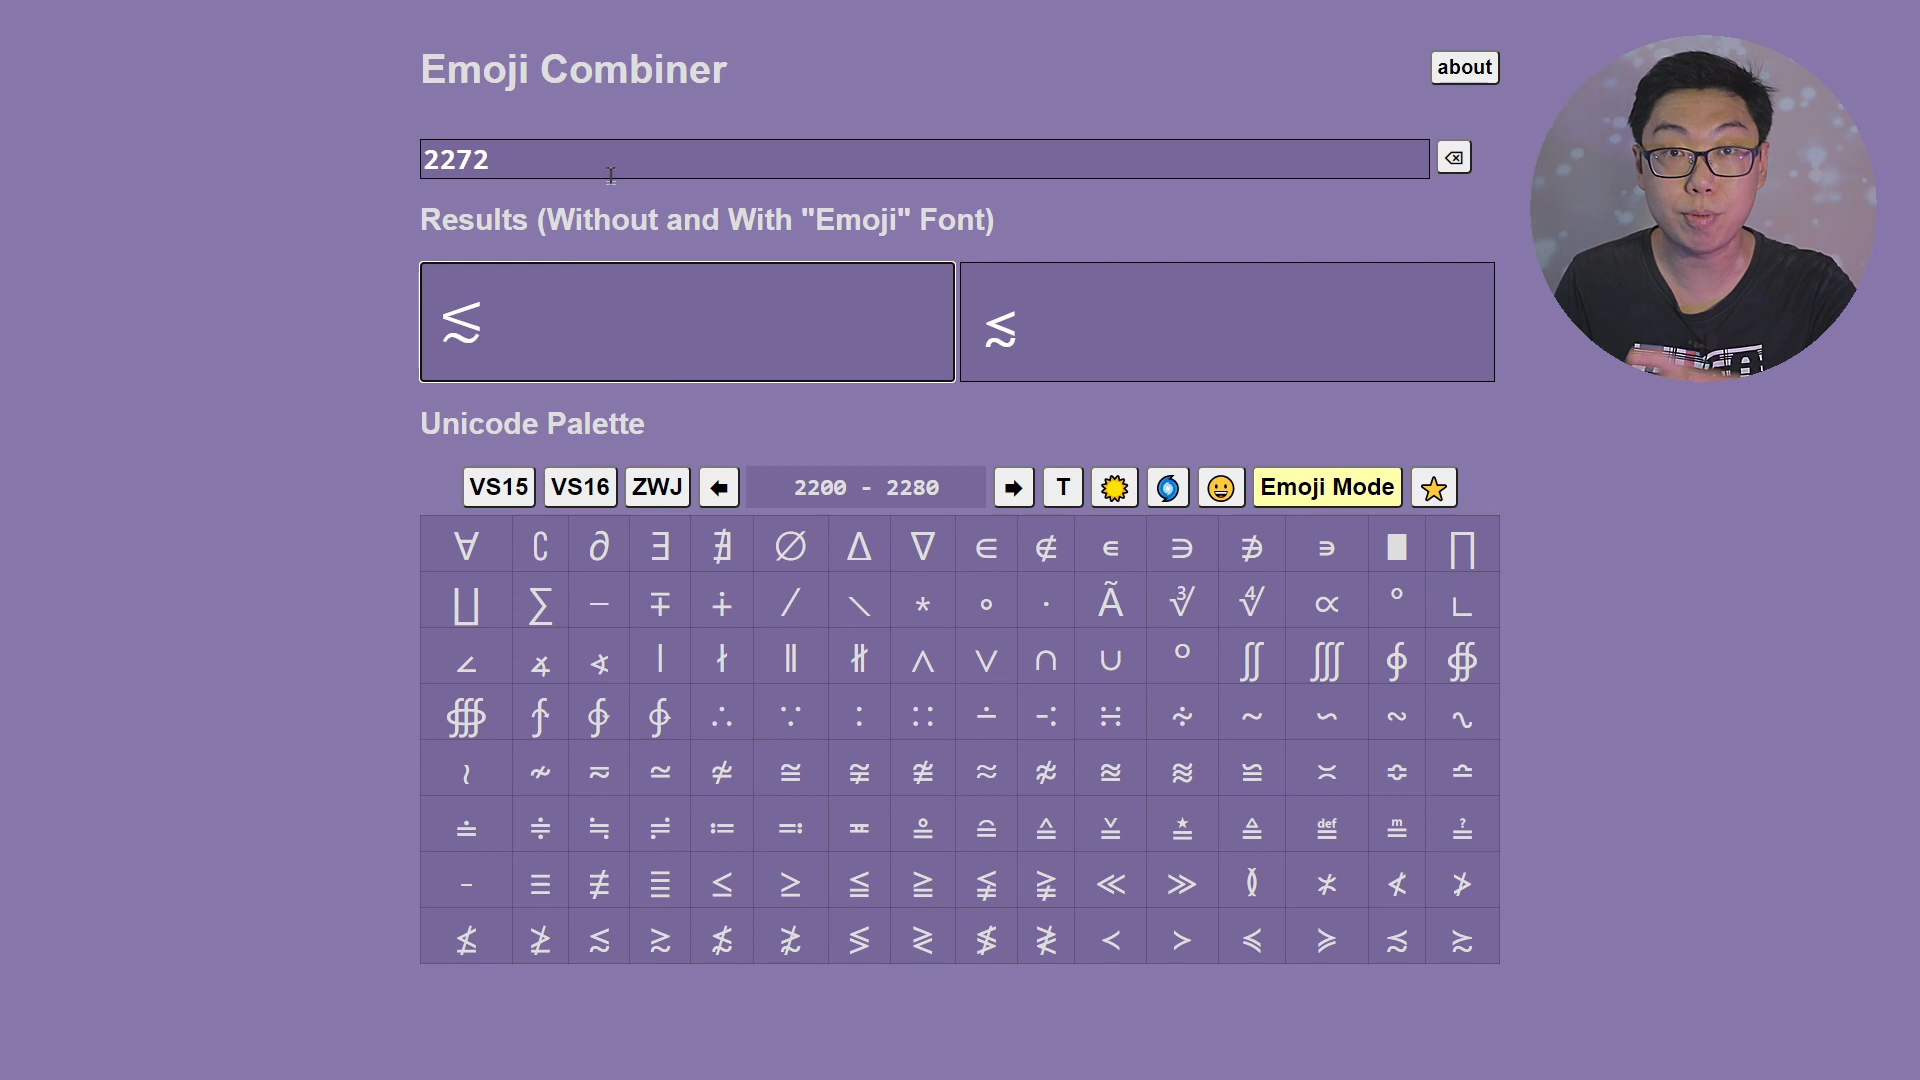 Emoji Combiner
about
2272
Results (Without and With "Emoji" Font)
≲ ≲
Unicode Palette
VS15 VS16 ZWJ 🡄 2200 - 2280 🡆 T Emoji Mode
∀ ∁ ∂ ∃ ∄ ∅ ∆ ∇ ∈ ∉ ∊ ∋ ∌ ∍ ∎ ∏
∐ ∑ − ∓ ∔ ∕ ∖ ∗ ∘ ∙ Ã ∛ ∜ ∝ ° ∟
∠ ∡ ∢ ∣ ∤ ∥ ∦ ∧ ∨ ∩ ∪ º ∬ ∭ ∮ ∯
∰ ∱ ∲ ∳ ∴ ∵ ∶ ∷ ∸ ∹ ∺ ∻ ∼ ∽ ∾ ∿
≀ ≁ ≂ ≃ ≄ ≅ ≆ ≇ ≈ ≉ ≊ ≋ ≌ ≍ ≎ ≏
≐ ≑ ≒ ≓ ≔ ≕ ≖ ≗ ≘ ≙ ≚ ≛ ≜ ≝ ≞ ≟
- ≡ ≢ ≣ ≤ ≥ ≦ ≧ ≨ ≩ ≪ ≫ ≬ ≭ ≮ ≯
≰ ≱ ≲ ≳ ≴ ≵ ≶ ≷ ≸ ≹ ≺ ≻ ≼ ≽ ≾ ≿